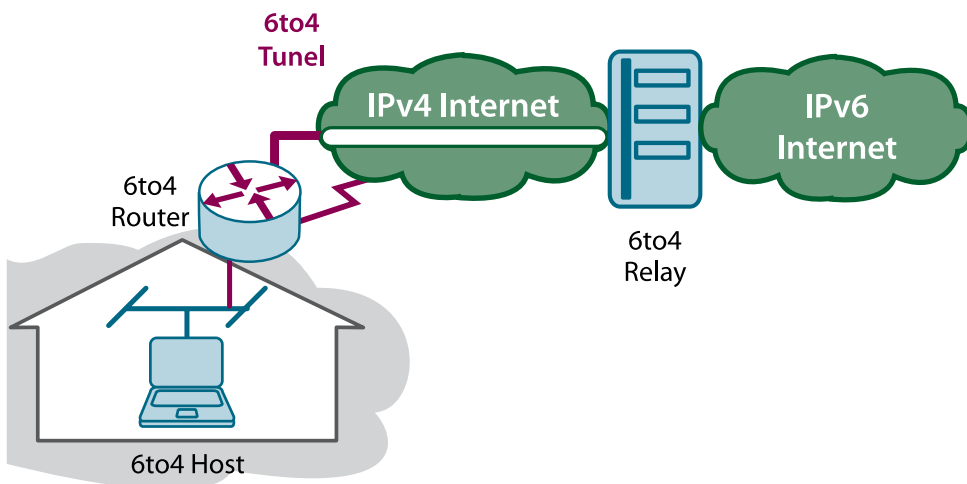 6to4
Tunel
IPv4 Internet
IPv6
Internet
6to4
Router
6to4
Relay
6to4 Host